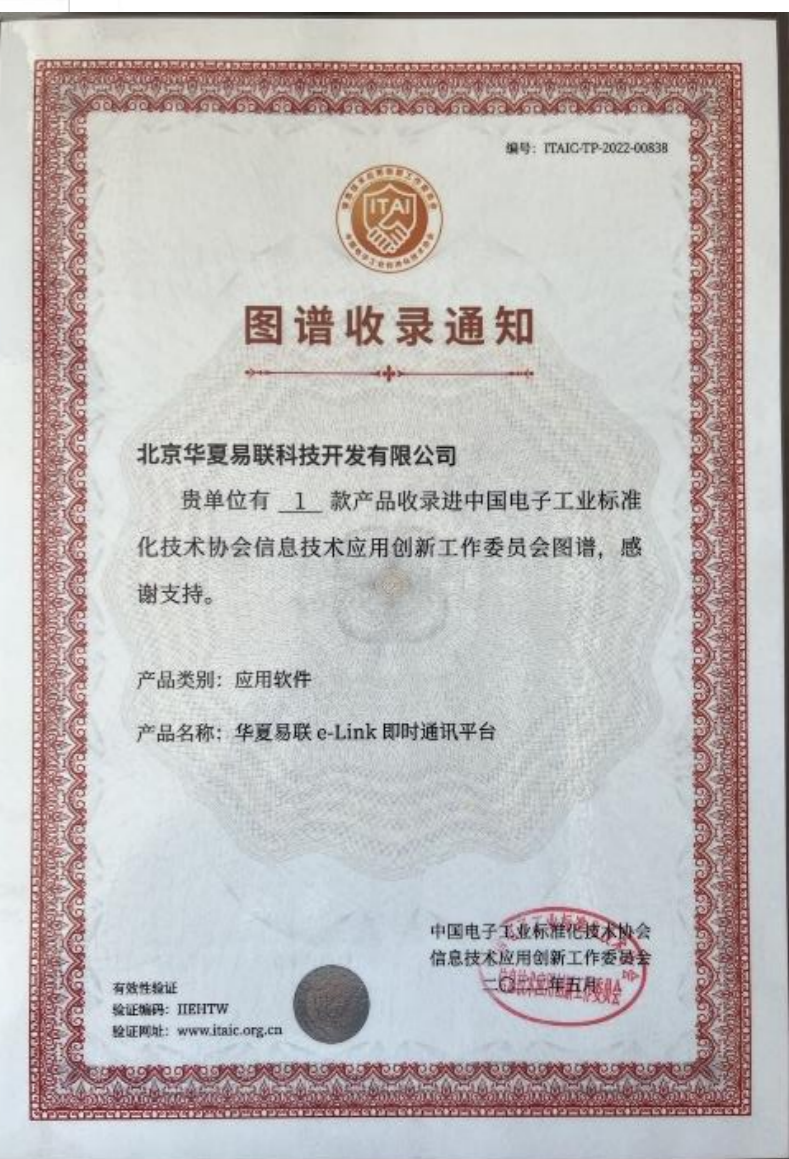 编号：ITAIC-TP-2022-00838
ITAI
图谱收录通知
北京华夏易联科技开发有限公司
贵单位有 1 款产品收录进中国电子工业标准
化技术协会信息技术应用创新工作委员会图谱，感
谢支持。
产品类别：应用软件
产品名称：华夏易联 e-Link 即时通讯平台
中国电子工业标准化技术协会
信息技术应用创新工作委员会
年五月
有效性验证
验证编码：IIEHTW
验证网址：www.itaic.org.cn